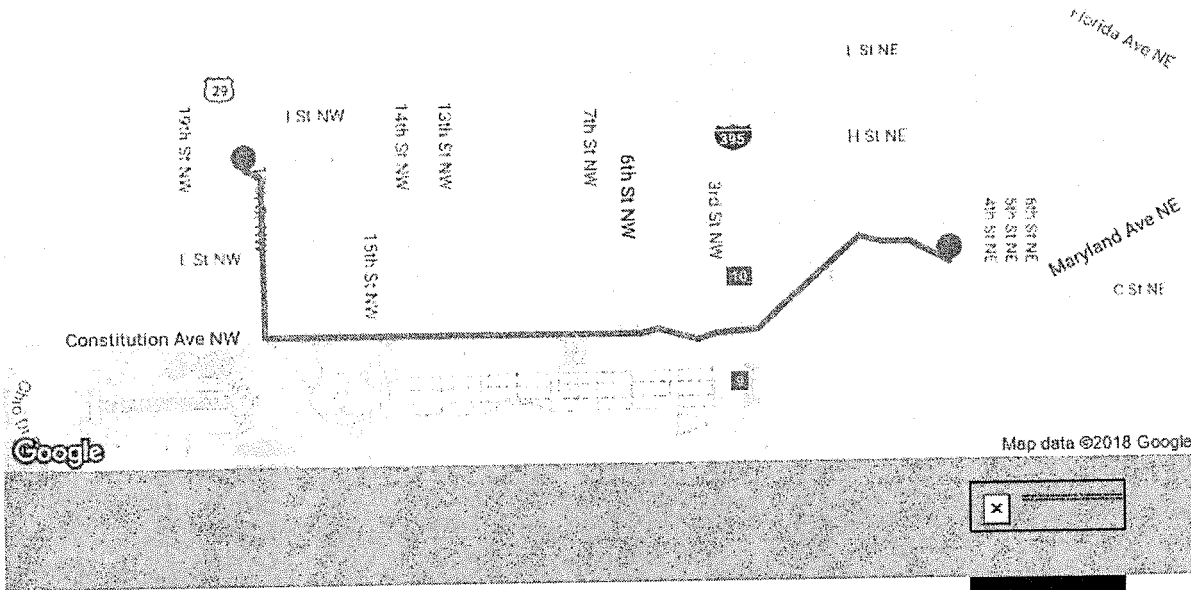 Florida Ave NE
I St NE
29
I St NW
19th St NW
14th St NW
13th St NW
7th St NW
6th St NW
395
H St NE
3rd St NW
4th St NE
5th St NE
6th St NE
Maryland Ave NE
E St NW
15th St NW
10
C St NE
Constitution Ave NW
9
Google
Map data ©2018 Google